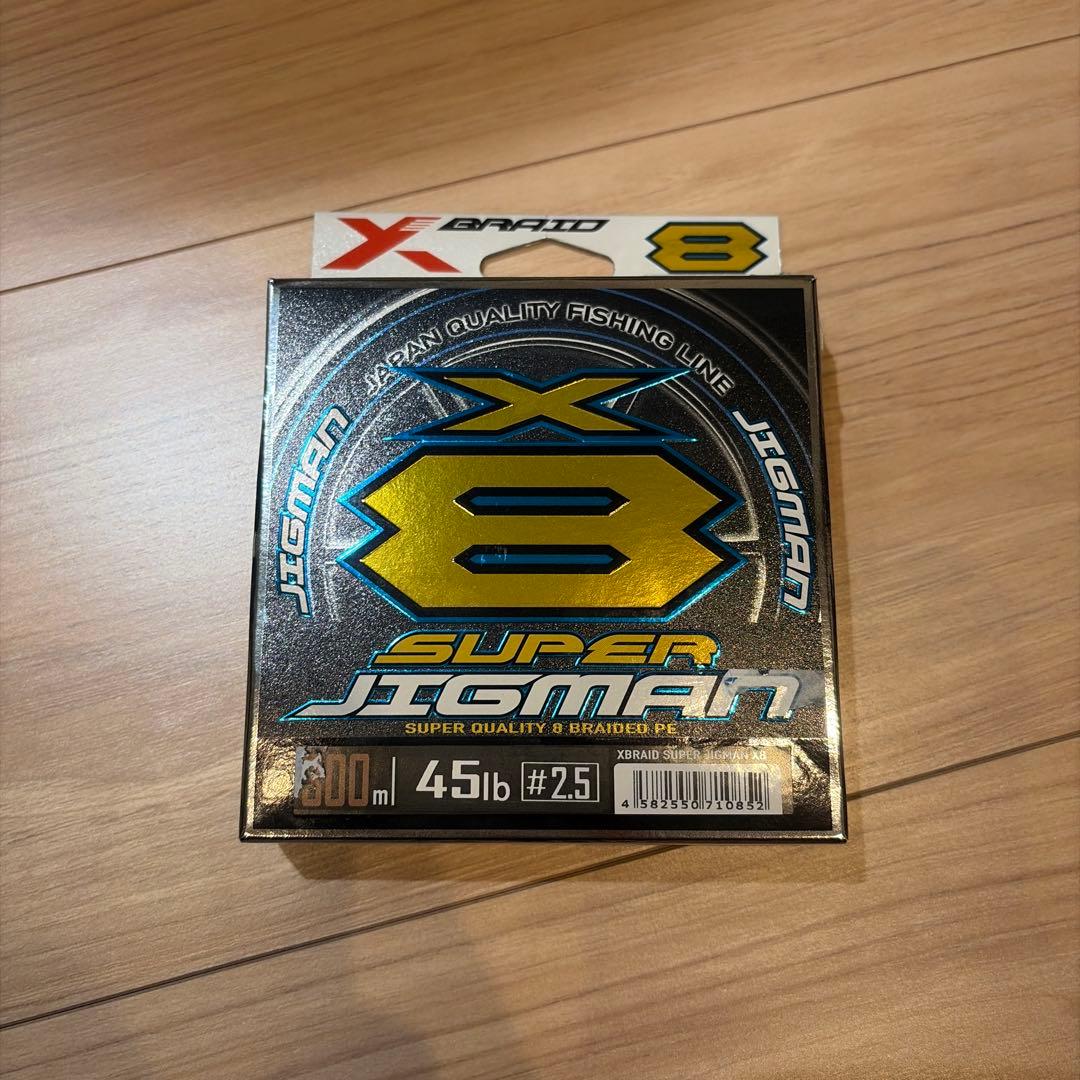 X BRAID 8
JAPAN QUALITY FISHING LINE
JIGMAN
JIGMAN
X
8
SUPER
JIGMAN
SUPER QUALITY 8 BRAIDED PE
00m 45lb #2.5
XBRAID SUPER JIGMAN X8
4 582550 710852